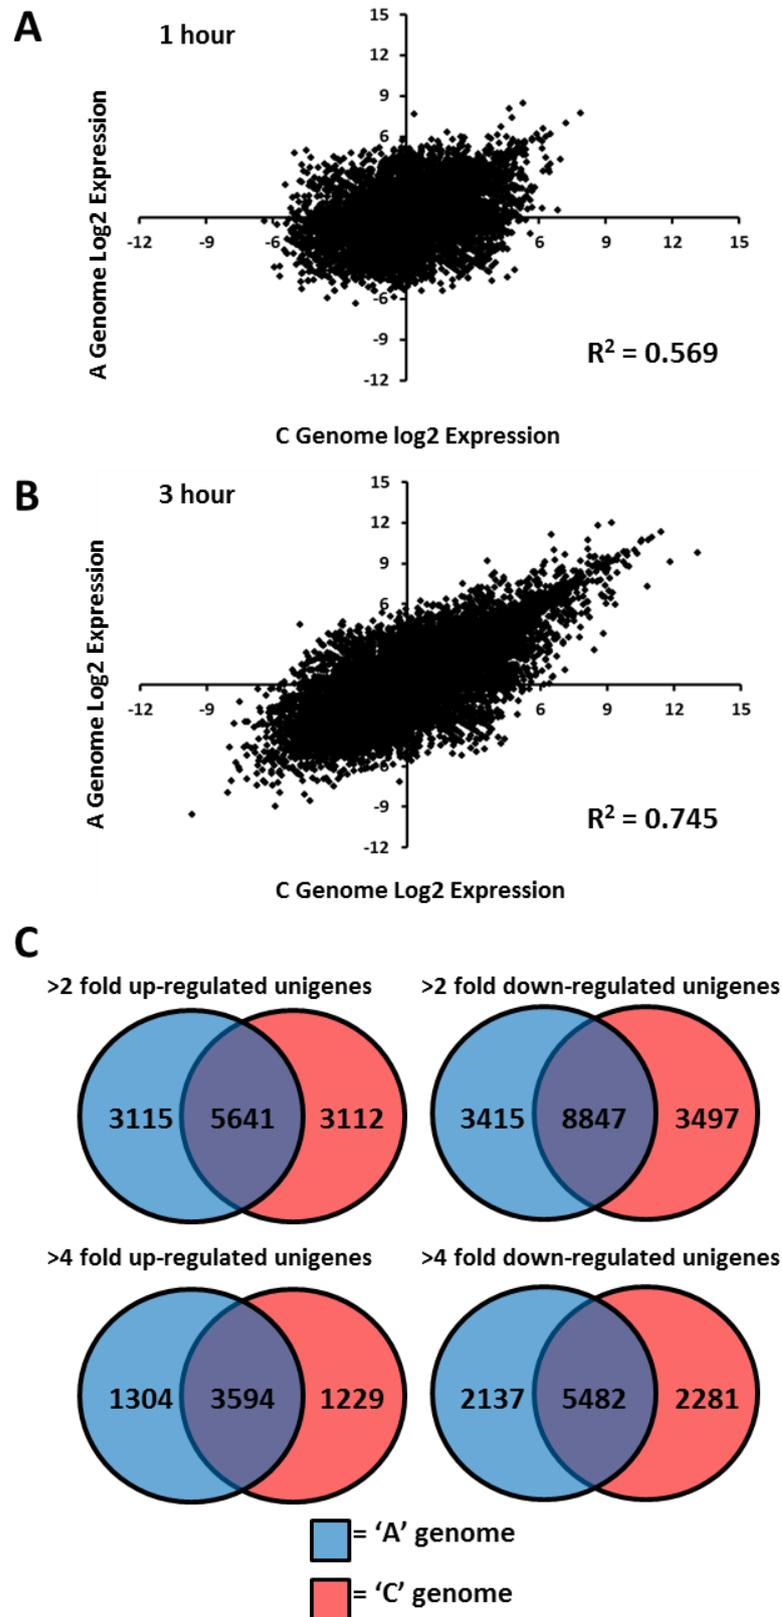 A
1 hour
15
12
9
6
-12
-9
-6
6
9
12
15
-6
-9
-12
A Genome Log2 Expression
R² = 0.569
C Genome log2 Expression
B
3 hour
15
12
9
6
-12
-9
6
9
12
15
-9
-12
A Genome Log2 Expression
R² = 0.745
C Genome Log2 Expression
C
>2 fold up-regulated unigenes
>2 fold down-regulated unigenes
3115 5641 3112
3415 8847 3497
>4 fold up-regulated unigenes
>4 fold down-regulated unigenes
1304 3594 1229
2137 5482 2281
= ‘A’ genome
= ‘C’ genome